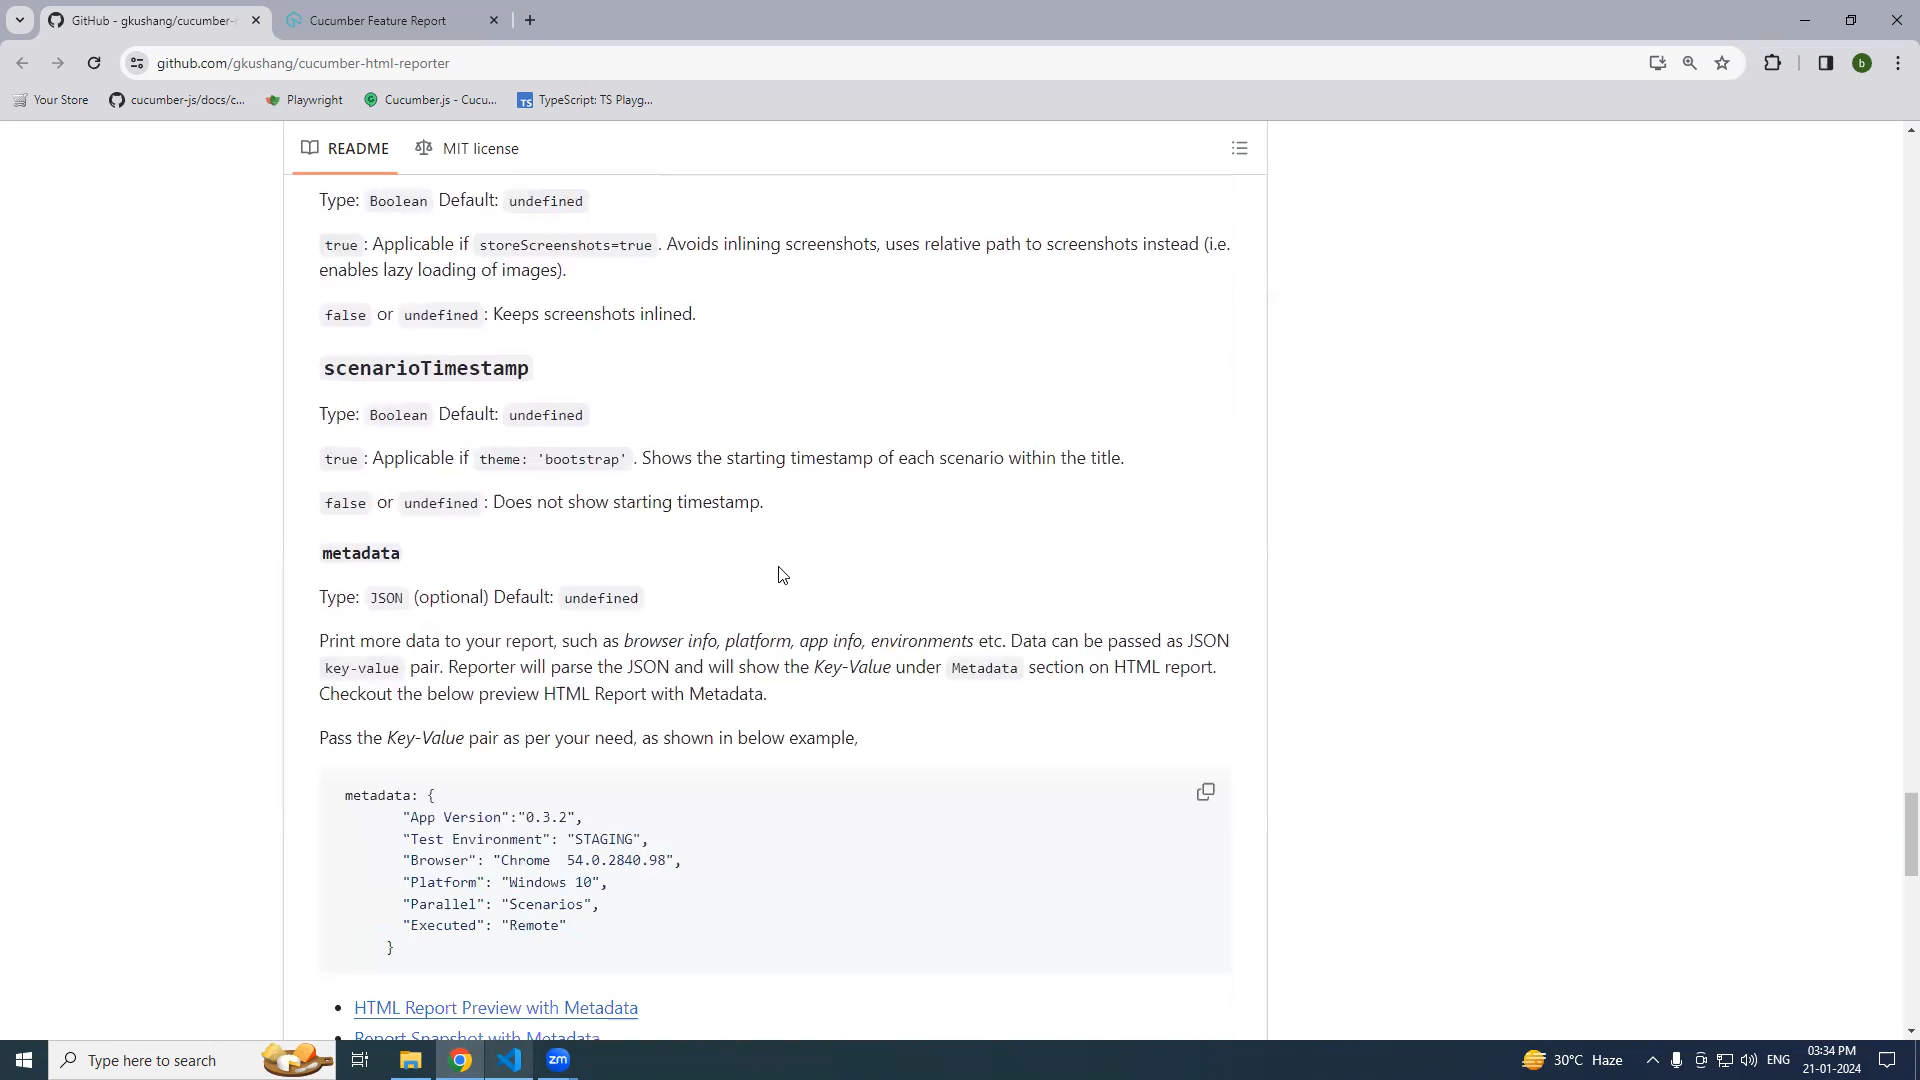 GitHub - gkushang/cucumber-
Cucumber Feature Report
github.com/gkushang/cucumber-html-reporter
b
Your Store
cucumber-js/docs/c...
Playwright
Cucumber.js - Cucu...
TS
TypeScript: TS Playg...
README
MIT license
Type: Boolean Default: undefined
true : Applicable if storeScreenshots=true . Avoids inlining screenshots, uses relative path to screenshots instead (i.e.
enables lazy loading of images).
false or undefined : Keeps screenshots inlined.
scenarioTimestamp
Type: Boolean Default: undefined
true : Applicable if theme: 'bootstrap' . Shows the starting timestamp of each scenario within the title.
false or undefined : Does not show starting timestamp.
metadata
Type: JSON (optional) Default: undefined
Print more data to your report, such as browser info, platform, app info, environments etc. Data can be passed as JSON
key-value pair. Reporter will parse the JSON and will show the Key-Value under Metadata section on HTML report.
Checkout the below preview HTML Report with Metadata.
Pass the Key-Value pair as per your need, as shown in below example,
metadata: {
"App Version":"0.3.2",
"Test Environment": "STAGING",
"Browser": "Chrome  54.0.2840.98",
"Platform": "Windows 10",
"Parallel": "Scenarios",
"Executed": "Remote"
}
HTML Report Preview with Metadata
Report Snapshot with Metadata
Type here to search
zm
30°C Haze
ENG
03:34 PM
21-01-2024